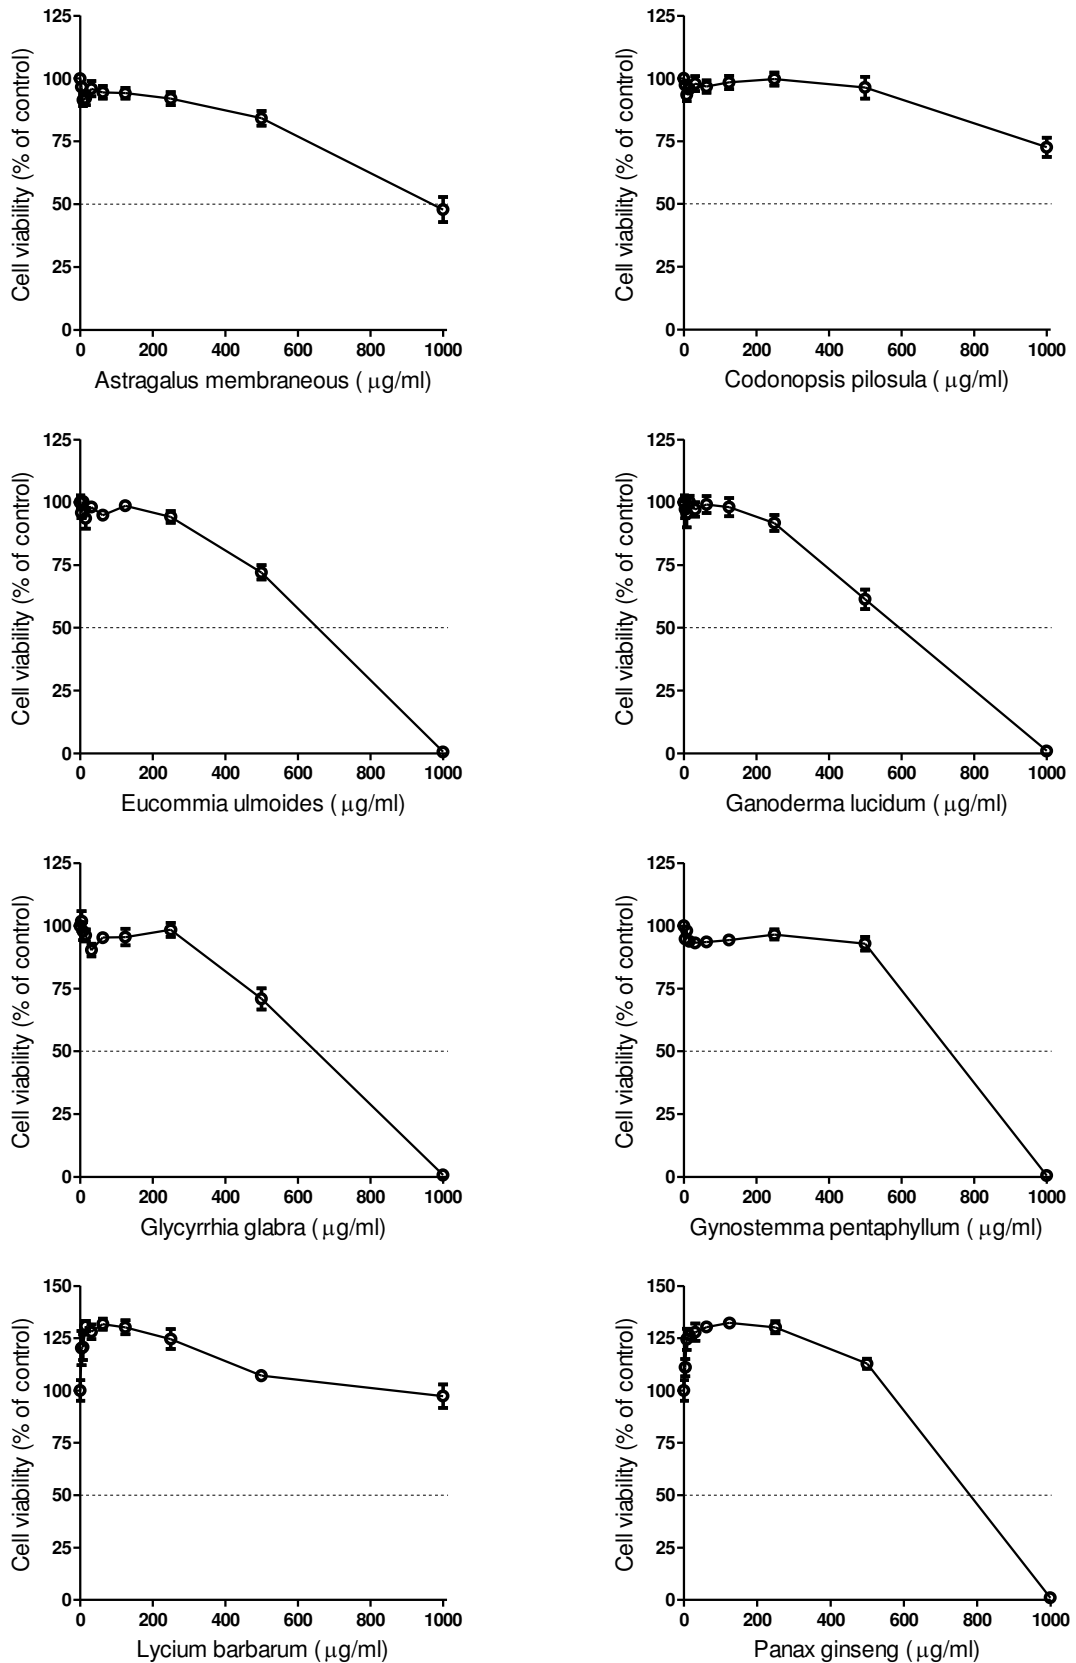 125
100
75
50
25
0
Cell viability (% of control)
0 200 400 600 800 1000
Astragalus membraneous ( μg/ml)
125
100
75
50
25
0
Cell viability (% of control)
0 200 400 600 800 1000
Codonopsis pilosula ( μg/ml)
125
100
75
50
25
0
Cell viability (% of control)
0 200 400 600 800 1000
Eucommia ulmoides ( μg/ml)
125
100
75
50
25
0
Cell viability (% of control)
0 200 400 600 800 1000
Ganoderma lucidum ( μg/ml)
125
100
75
50
25
0
Cell viability (% of control)
0 200 400 600 800 1000
Glycyrrhia glabra ( μg/ml)
125
100
75
50
25
0
Cell viability (% of control)
0 200 400 600 800 1000
Gynostemma pentaphyllum ( μg/ml)
150
125
100
75
50
25
0
Cell viability (% of control)
0 200 400 600 800 1000
Lycium barbarum ( μg/ml)
150
125
100
75
50
25
0
Cell viability (% of control)
0 200 400 600 800 1000
Panax ginseng ( μg/ml)